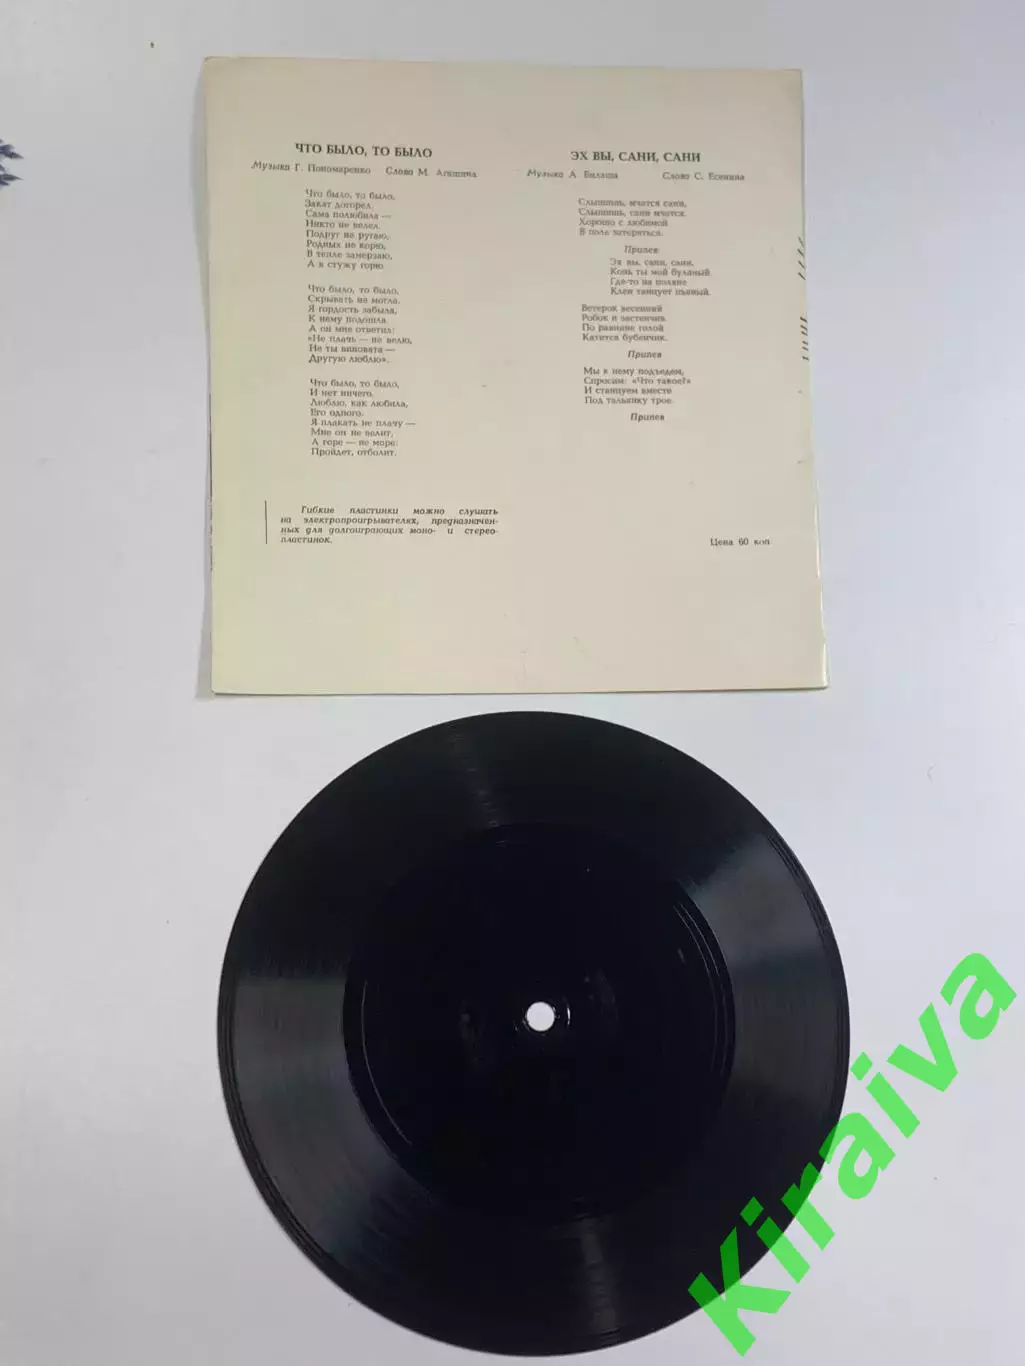 ЧТО БЫЛО, ТО БЫЛО
Музыка Г. Пономаренко Слова М. Агашина
Что было, то было,
Закат догорел.
Сама полюбила —
Никто не велел.
Подруг не ругаю,
Родных не корю,
В тепле замерзаю,
А в стужу горю
Что было, то было,
Скрывать не могла.
Я гордость забыла,
К нему подошла.
А он мне ответил:
«Не плачь — не велю,
Не ты виновата —
Другую люблю».
Что было, то было,
И нет ничего.
Люблю, как любила,
Его одного.
Я плакать не плачу —
Мне он не велит,
А горе — не море:
Пройдет, отболит.
Гибкие пластинки можно слушать
на электропроигрывателях, предназначен-
ных для долгоиграющих моно- и стерео-
пластинок.
ЭХ ВЫ, САНИ, САНИ
Музыка А. Билаша Слова С. Есенина
Слышишь, мчатся сани,
Слышишь, сани мчатся.
Хорошо с любимой
В поле затеряться.
Припев
Эх вы, сани, сани,
Конь ты мой буланый.
Где-то на поляне
Клен танцует пьяный.
Ветерок веселый
Робок и застенчив.
По равнине голой
Катится бубенчик.
Припев
Мы к нему подъедем,
Спросим: «Что такое?»
И станцуем вместе
Под тальянку трое.
Припев
Цена 60 коп
Kiraiva